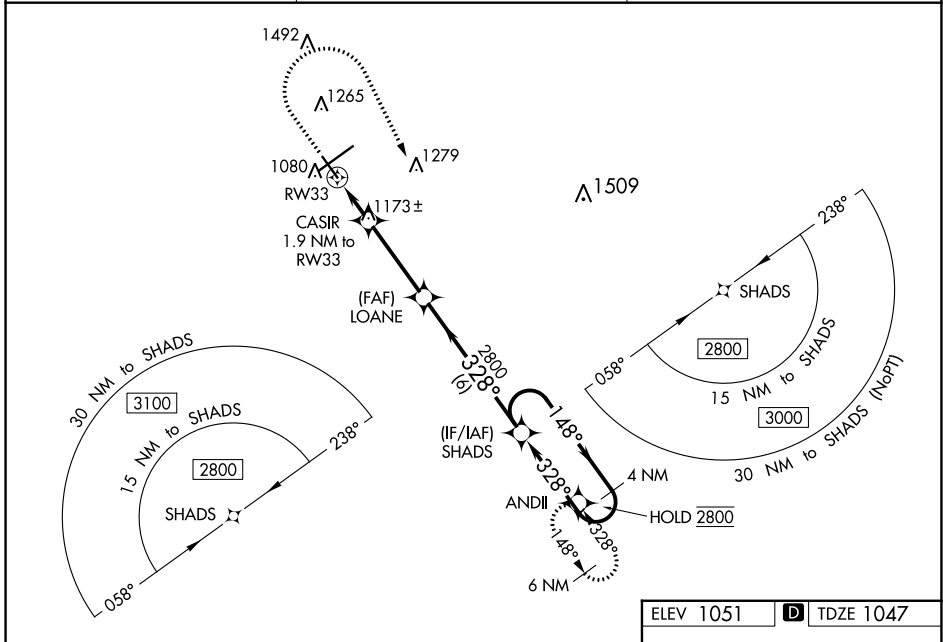 1492
1265
1279
1080
RW33
1509
1173±
CASIR
1.9 NM to
RW33
238°
SHADS
(FAF)
LOANE
2800
15 NM to SHADS
058°
3000
30 NM to SHADS (NoPT)
30 NM to SHADS
3100
15 NM to SHADS
2800
238°
SHADS
058°
2800
328°
(6)
(IF/IAF)
SHADS
148°
328°
4 NM
ANDII
HOLD 2800
148°
328°
6 NM
ELEV 1051 D TDZE 1047